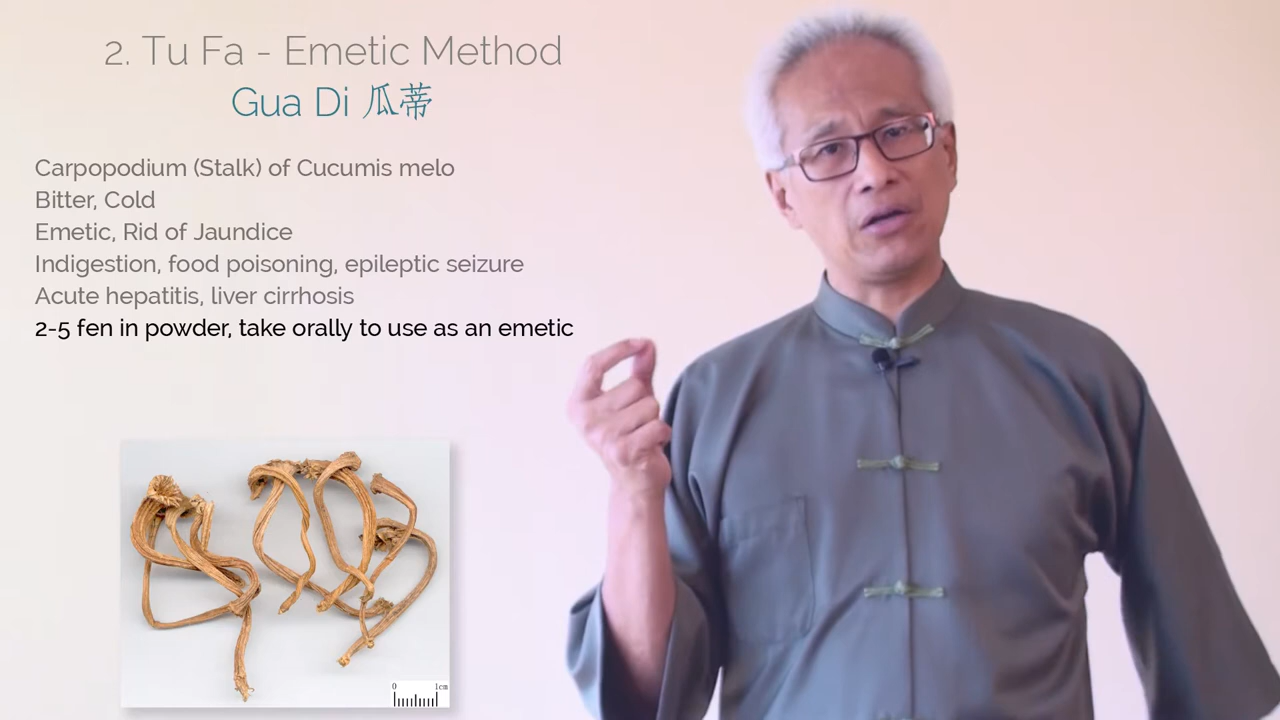 2. Tu Fa - Emetic Method
Gua Di 瓜蒂
Carpopodium (Stalk) of Cucumis melo
Bitter, Cold
Emetic, Rid of Jaundice
Indigestion, food poisoning, epileptic seizure
Acute hepatitis, liver cirrhosis
2-5 fen in powder, take orally to use as an emetic
0 1cm